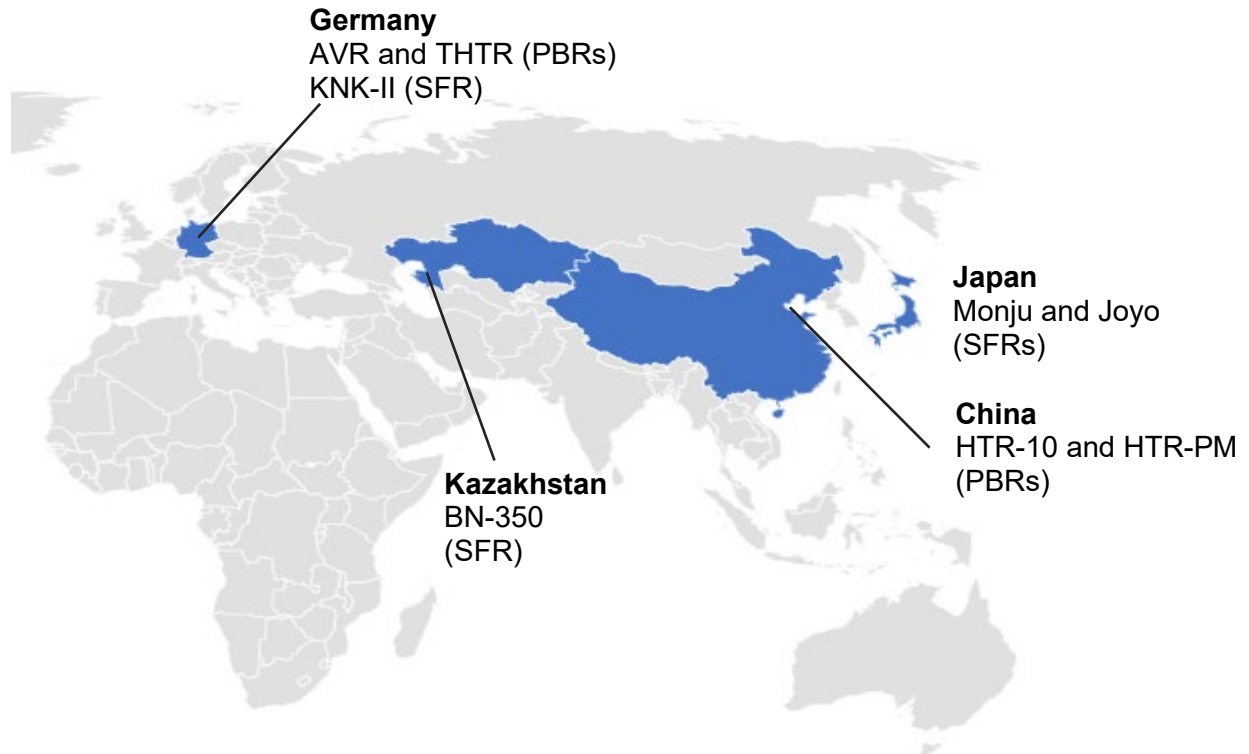 Germany
AVR and THTR (PBRs)
KNK-II (SFR)
Japan
Monju and Joyo
(SFRs)
China
HTR-10 and HTR-PM
(PBRs)
Kazakhstan
BN-350
(SFR)